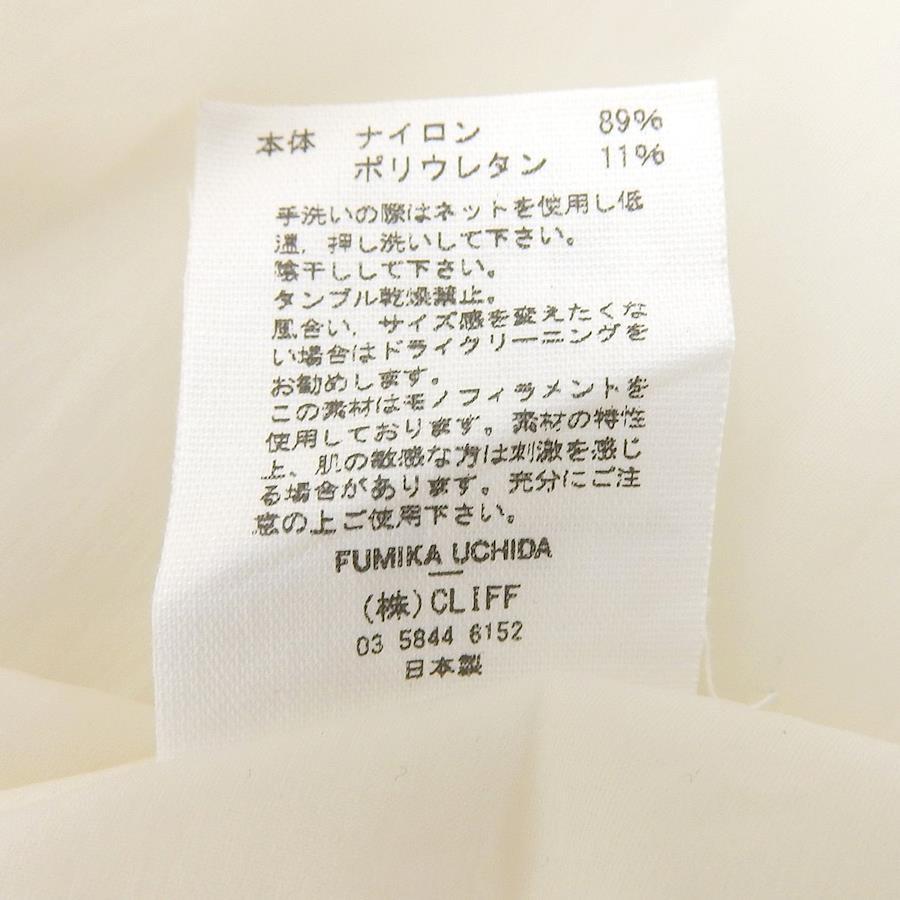 本体 ナイロン 89%
ポリウレタン 11%
手洗いの際はネットを使用し低
温、押し洗いして下さい。
陰干しして下さい。
タンブル乾燥禁止。
風合い、サイズ感を変えたくな
い場合はドライクリーニングを
お勧めします。
この素材はモノフィラメントを
使用しております。素材の特性
上、肌の敏感な方は刺激を感じ
る場合があります。充分にご注
意の上ご使用下さい。
FUMIKA_UCHIDA
(株)CLIFF
03 5844 6152
日本製